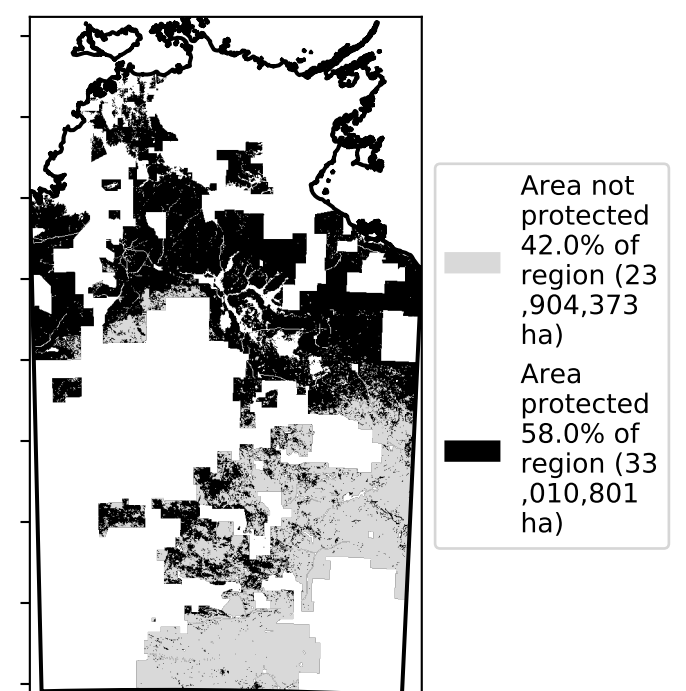 Area not
protected
42.0% of
region (23
,904,373
ha)
Area
protected
58.0% of
region (33
,010,801
ha)